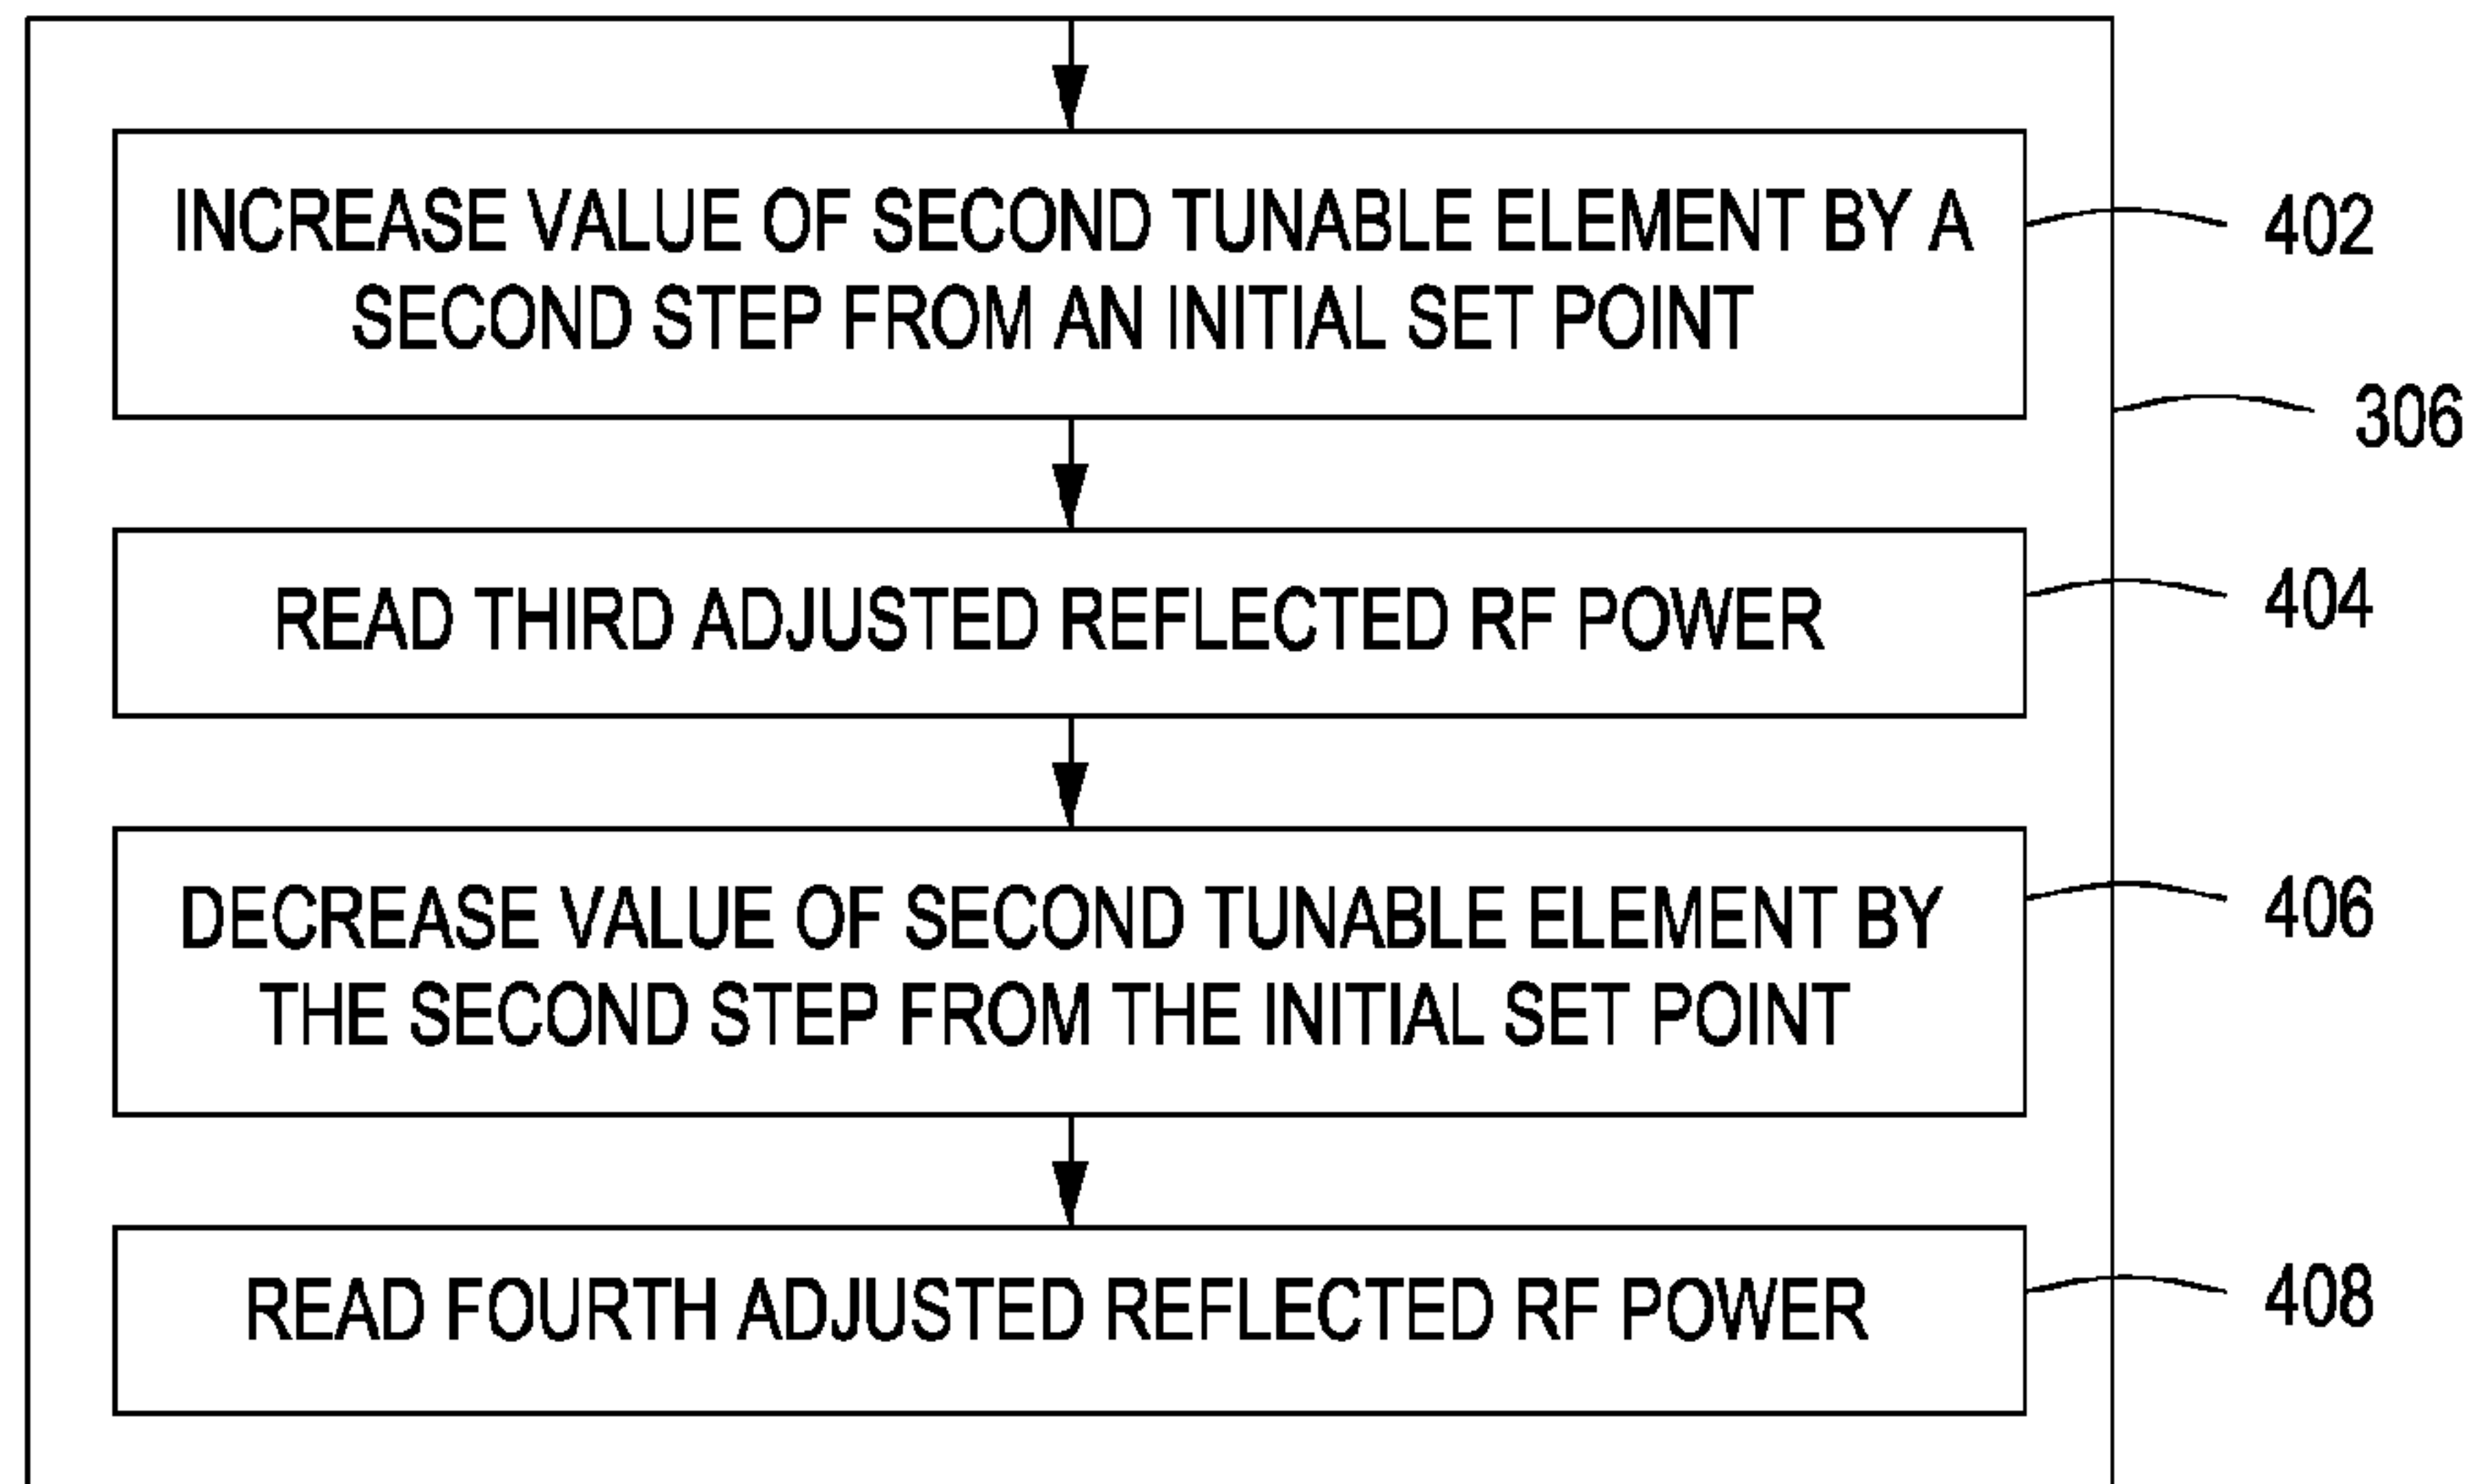 INCREASE VALUE OF SECOND TUNABLE ELEMENT BY A
SECOND STEP FROM AN INITIAL SET POINT
402
306
READ THIRD ADJUSTED REFLECTED RF POWER
404
DECREASE VALUE OF SECOND TUNABLE ELEMENT BY
THE SECOND STEP FROM THE INITIAL SET POINT
406
READ FOURTH ADJUSTED REFLECTED RF POWER
408